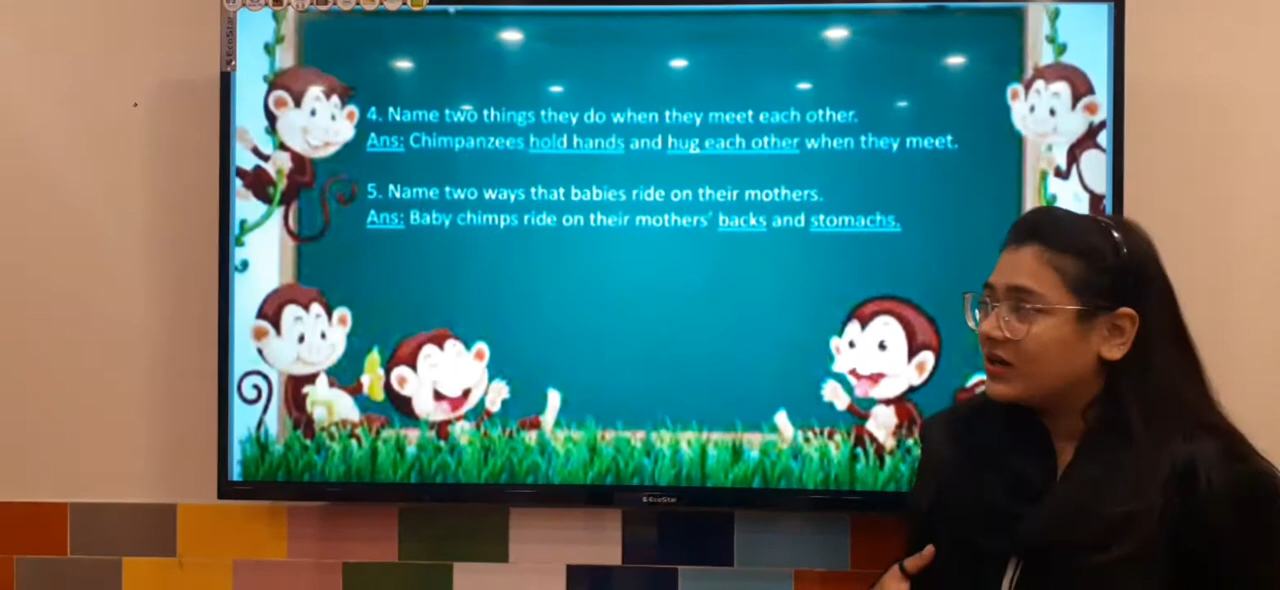 EcoStar
4. Name two things they do when they meet each other.
Ans: Chimpanzees hold hands and hug each other when they meet.
5. Name two ways that babies ride on their mothers.
Ans: Baby chimps ride on their mothers' backs and stomachs.
EcoStar